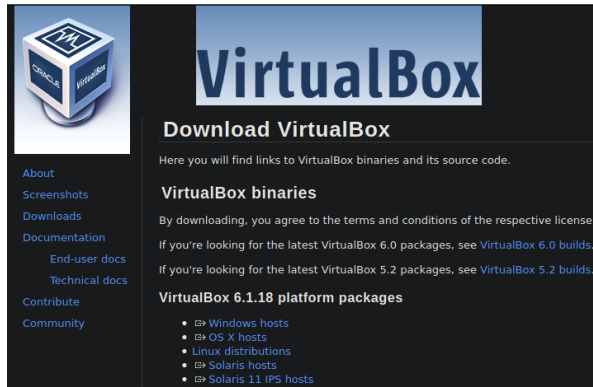 ORACLE
VirtualBox
VirtualBox
About
Screenshots
Downloads
Documentation
End-user docs
Technical docs
Contribute
Community
Download VirtualBox
Here you will find links to VirtualBox binaries and its source code.
VirtualBox binaries
By downloading, you agree to the terms and conditions of the respective license
If you're looking for the latest VirtualBox 6.0 packages, see VirtualBox 6.0 builds.
If you're looking for the latest VirtualBox 5.2 packages, see VirtualBox 5.2 builds.
VirtualBox 6.1.18 platform packages
Windows hosts
OS X hosts
Linux distributions
Solaris hosts
Solaris 11 IPS hosts